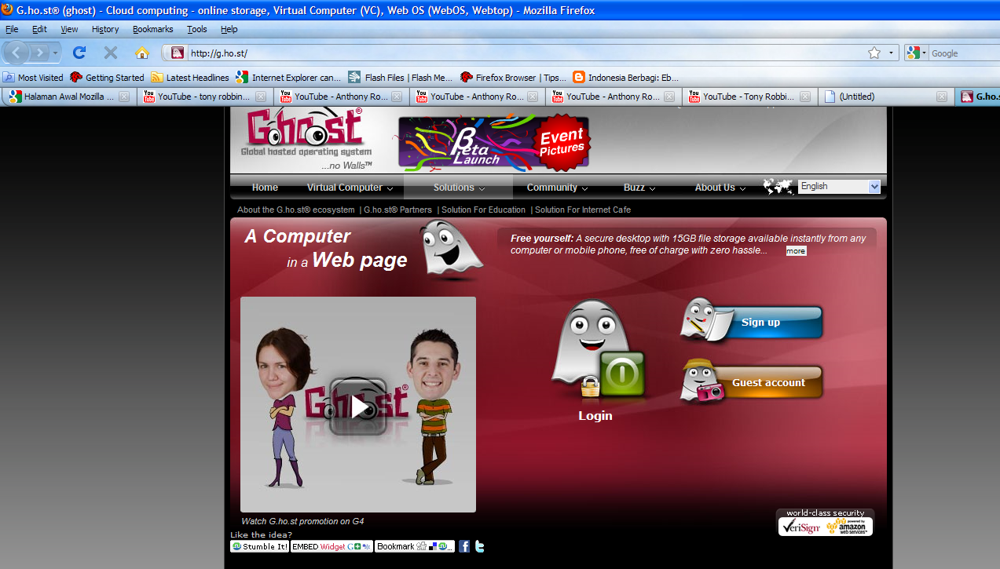 G.ho.st® (ghost) - Cloud computing - online storage, Virtual Computer (VC), Web OS (WebOS, Webtop) - Mozilla Firefox
File Edit View History Bookmarks Tools Help
http://g.ho.st/ Google
Most Visited Getting Started Latest Headlines Internet Explorer can... Flash Files | Flash Me... Firefox Browser | Tips... Indonesia Berbagi: Eb...
Halaman Awal Mozilla ... YouTube - tony robbin... YouTube - Anthony Ro... YouTube - Anthony Ro... YouTube - Anthony Ro... YouTube - Tony Robbi... (Untitled) G.ho.s
G.ho.st®
Global hosted operating system
...no Walls™
βeta
Launch
Event
Pictures
Home Virtual Computer Solutions Community Buzz About Us English
About the G.ho.st® ecosystem | G.ho.st® Partners | Solution For Education | Solution For Internet Cafe
A Computer
in a Web page
Free yourself: A secure desktop with 15GB file storage available instantly from any
computer or mobile phone, free of charge with zero hassle... more
G.ho.st®
Sign up
Guest account
Login
Watch G.ho.st promotion on G4
Like the idea?
Stumble It! EMBED Widget Bookmark
world-class security
VeriSign powered by
amazon
web services™